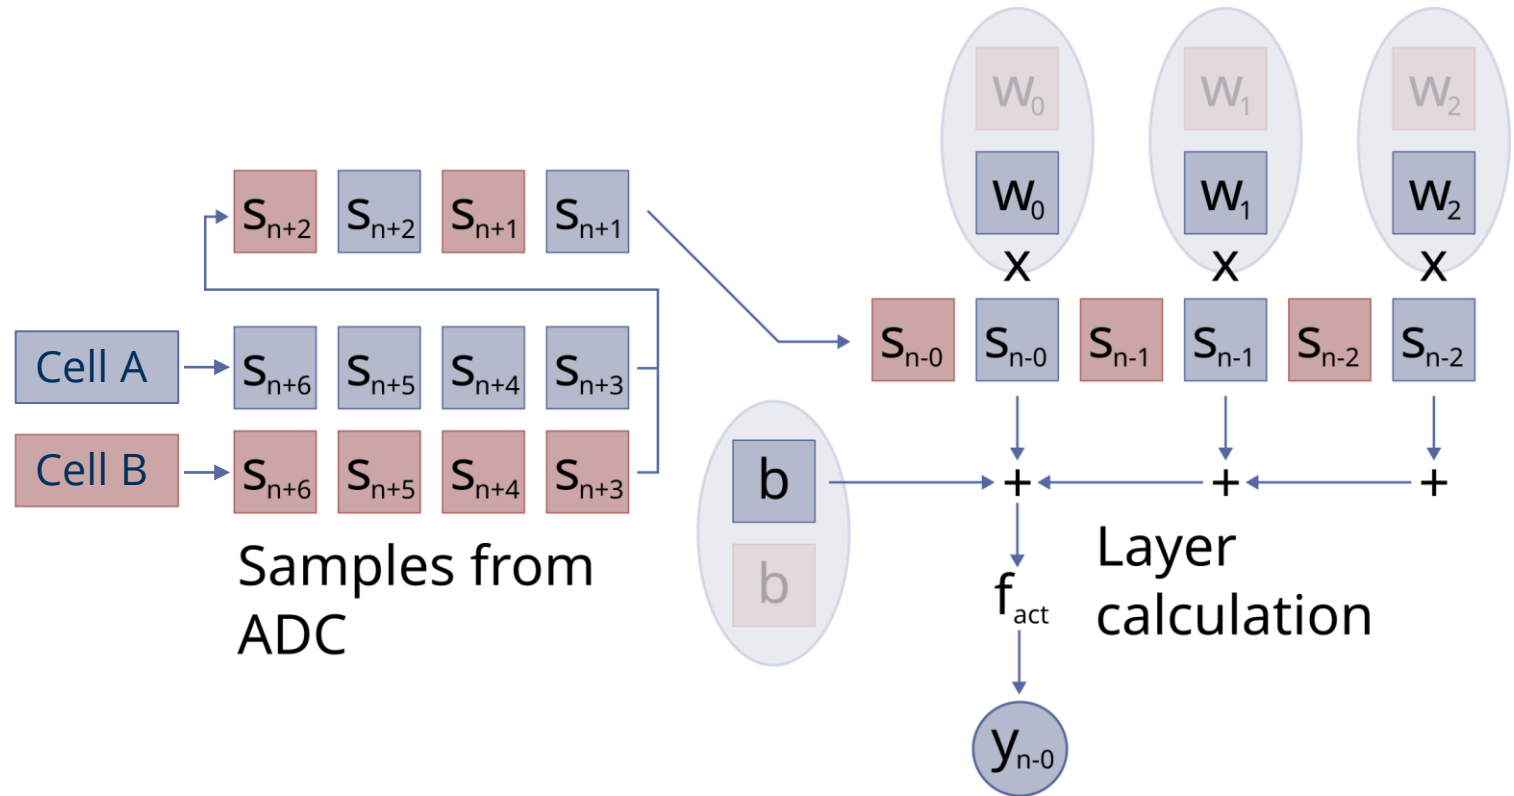 w0 w1 w2
w0 w1 w2
x x x
sn+2 sn+2 sn+1 sn+1
sn-0 sn-0 sn-1 sn-1 sn-2 sn-2
Cell A sn+6 sn+5 sn+4 sn+3
Cell B sn+6 sn+5 sn+4 sn+3
b + + +
b
Samples from
ADC
Layer
calculation
fact
yn-0